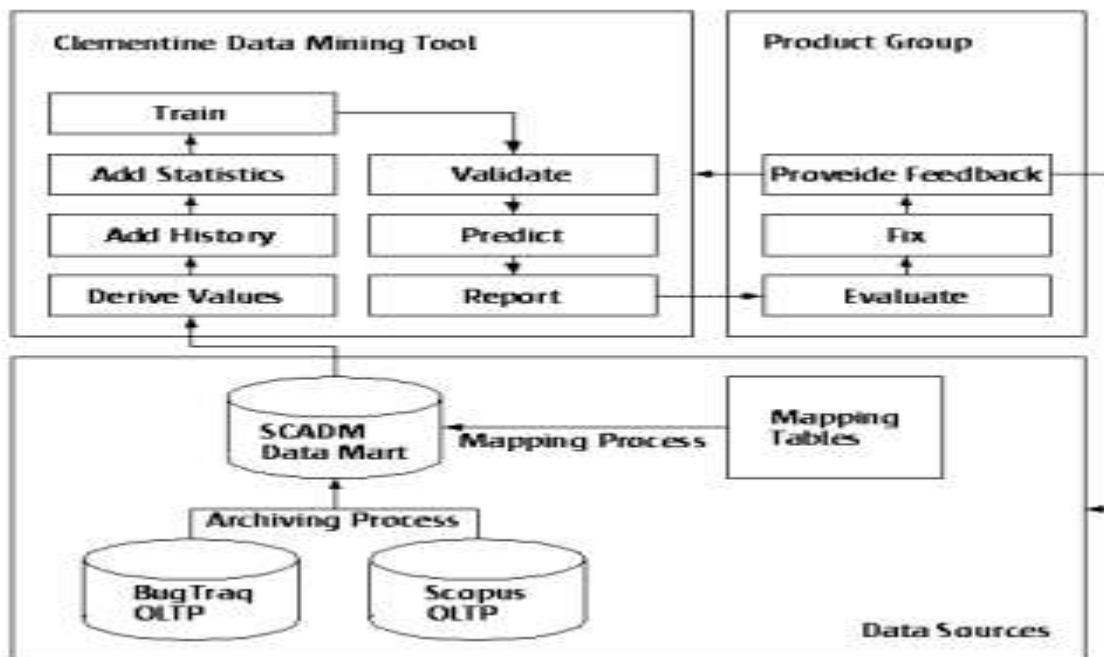 Clementine Data Mining Tool
Train
Add Statistics
Add History
Derive Values
Validate
Predict
Report
Product Group
Proveide Feedback
Fix
Evaluate
SCADM
Data Mart
Mapping Process
Mapping
Tables
Archiving Process
BugTraq
OLTP
Scopus
OLTP
Data Sources